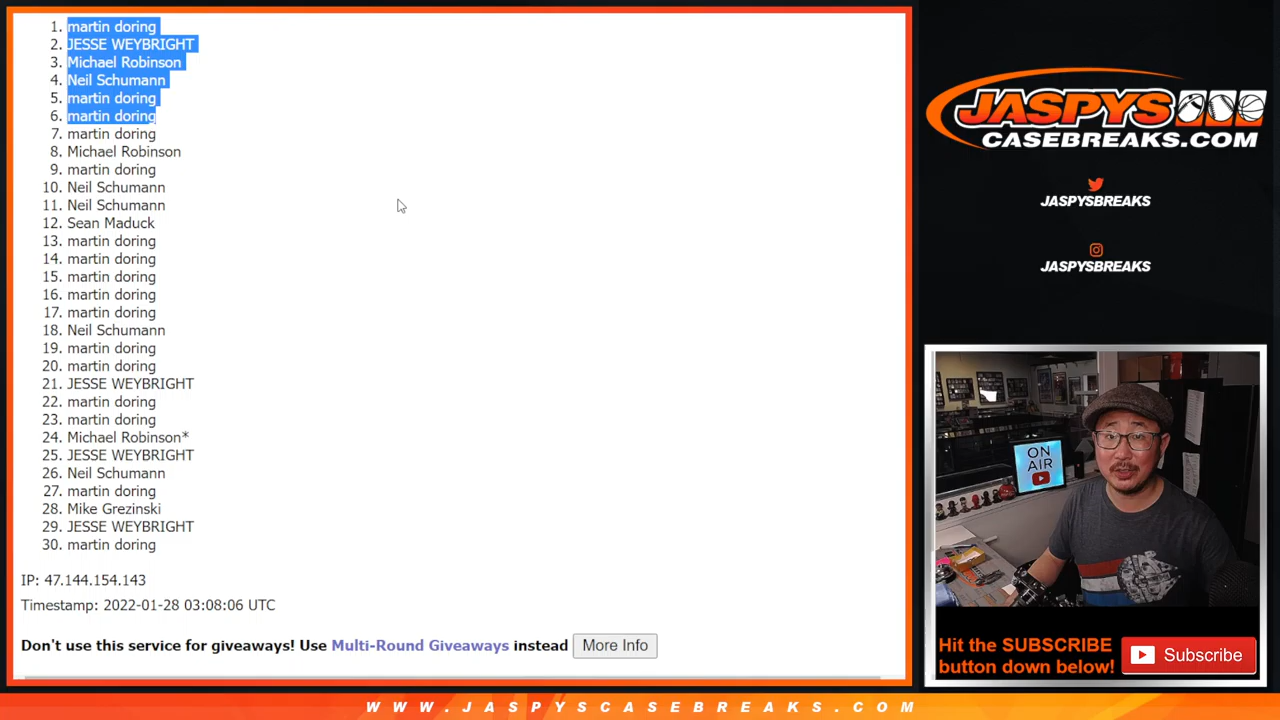 1. martin doring
2. JESSE WEYBRIGHT
3. Michael Robinson
4. Neil Schumann
5. martin doring
6. martin doring
7. martin doring
8. Michael Robinson
9. martin doring
10. Neil Schumann
11. Neil Schumann
12. Sean Maduck
13. martin doring
14. martin doring
15. martin doring
16. martin doring
17. martin doring
18. Neil Schumann
19. martin doring
20. martin doring
21. JESSE WEYBRIGHT
22. martin doring
23. martin doring
24. Michael Robinson*
25. JESSE WEYBRIGHT
26. Neil Schumann
27. martin doring
28. Mike Grezinski
29. JESSE WEYBRIGHT
30. martin doring
IP: 47.144.154.143
Timestamp: 2022-01-28 03:08:06 UTC
Don't use this service for giveaways! Use Multi-Round Giveaways instead More Info
JASPYS
CASEBREAKS.COM
JASPYSBREAKS
JASPYSBREAKS
ON
AIR
Hit the SUBSCRIBE
button down below!
Subscribe
WWW.JASPYSCASEBREAKS.COM